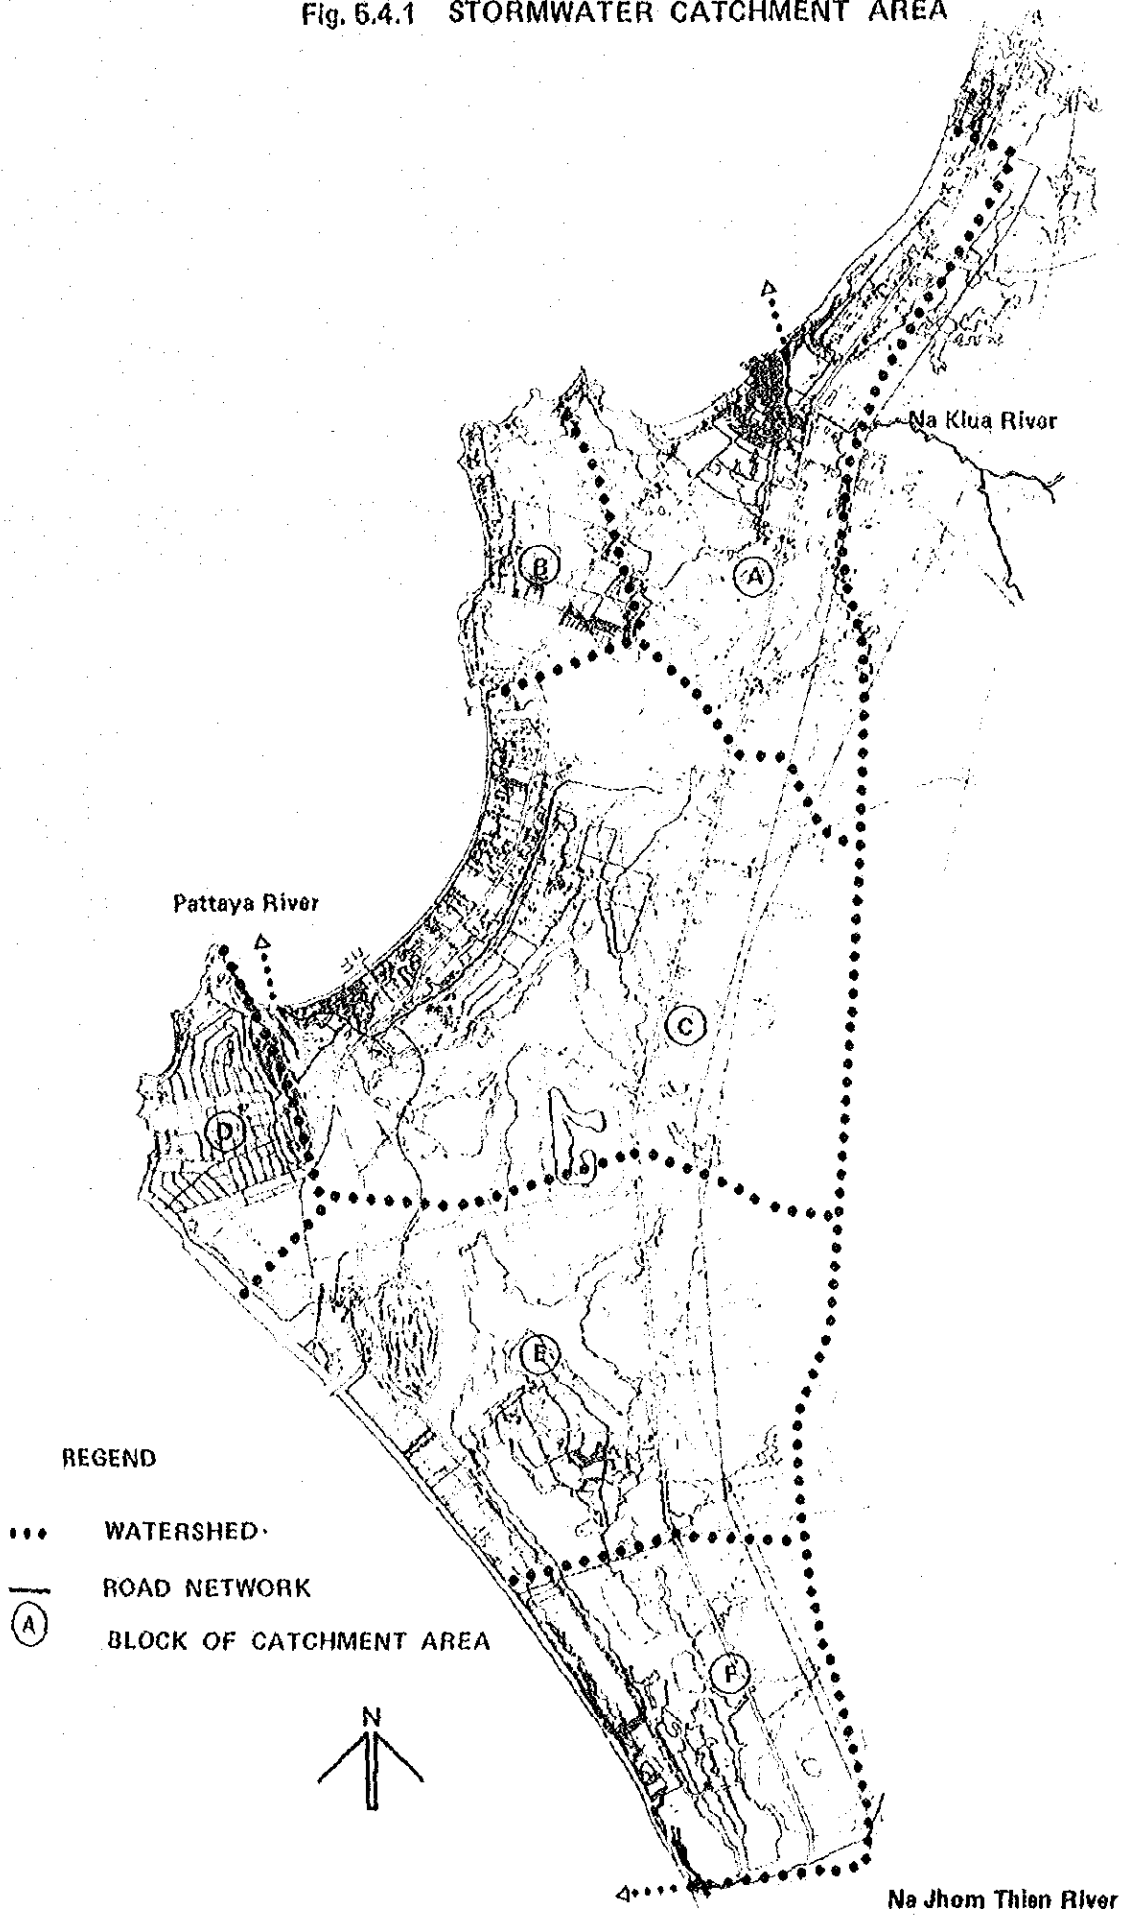 Fig. 5.4.1 STORMWATER CATCHMENT AREA
Na Klua River
B
A
Pattaya River
C
D
E
REGEND
WATERSHED
ROAD NETWORK
A
BLOCK OF CATCHMENT AREA
F
N
Na Jhom Thien River